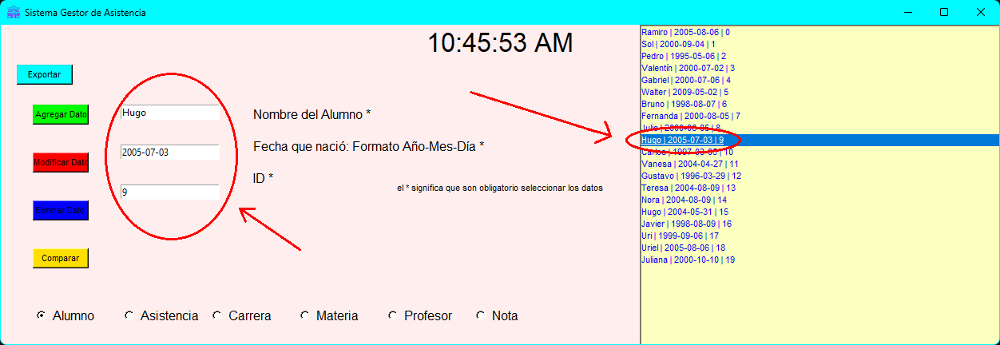 Sistema Gestor de Asistencia
10:45:53 AM
Exportar
Agregar Dato
Hugo
Nombre del Alumno *
Modificar Dato
2005-07-03
Fecha que nació: Formato Año-Mes-Día *
ID *
9
el * significa que son obligatorio seleccionar los datos
Eliminar Dato
Comparar
Alumno
Asistencia
Carrera
Materia
Profesor
Nota
Ramiro | 2005-08-06 | 0
Sol | 2000-09-04 | 1
Pedro | 1995-05-06 | 2
Valentín | 2000-07-02 | 3
Gabriel | 2000-07-06 | 4
Walter | 2009-05-02 | 5
Bruno | 1998-08-07 | 6
Fernanda | 2000-08-05 | 7
| 8
Hugo | 2005-07-03 | 9
Carlos | | 10
Vanesa | 2004-04-27 | 11
Gustavo | 1996-03-29 | 12
Teresa | 2004-08-09 | 13
Nora | 2004-08-09 | 14
Hugo | 2004-05-31 | 15
Javier | 1998-08-09 | 16
Uri | 1999-09-06 | 17
Uriel | 2005-08-06 | 18
Juliana | 2000-10-10 | 19